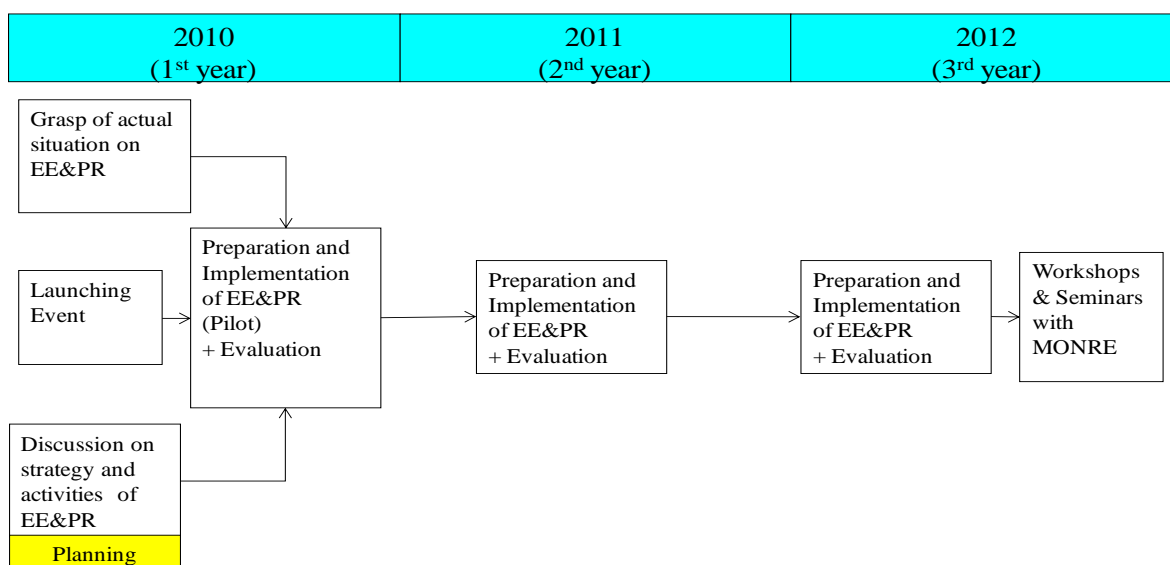 2010
(1st year)
2011
(2nd year)
2012
(3rd year)
Grasp of actual
situation on
EE&PR
Launching
Event
Discussion on
strategy and
activities of
EE&PR
Planning
Preparation and
Implementation
of EE&PR
(Pilot)
+ Evaluation
Preparation and
Implementation
of EE&PR
+ Evaluation
Preparation and
Implementation
of EE&PR
+ Evaluation
Workshops
& Seminars
with
MONRE